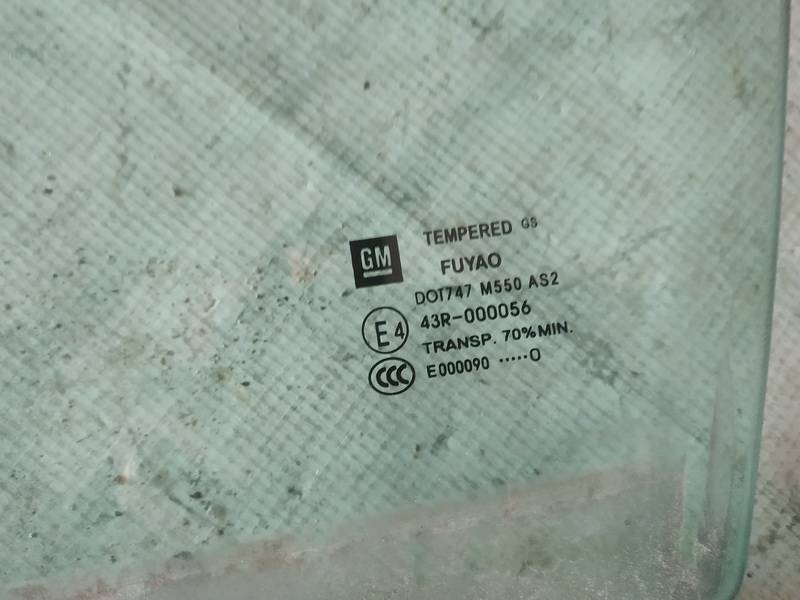 GM
TEMPERED GS
FUYAO
DOT747 M550 AS2
E4 43R-000056
TRANSP. 70% MIN.
CCC E000090 ·····0